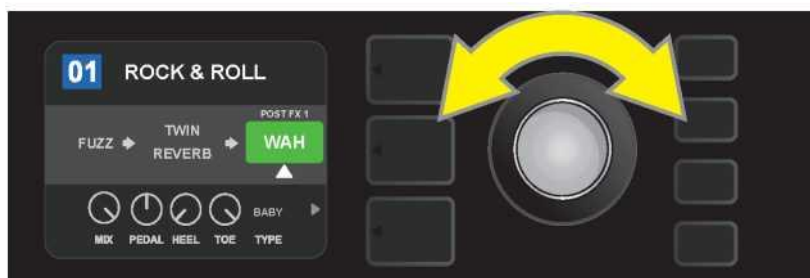 01 ROCK & ROLL
POST FX 1
FUZZ TWIN REVERB WAH
BABY
MIX PEDAL HEEL TOE TYPE